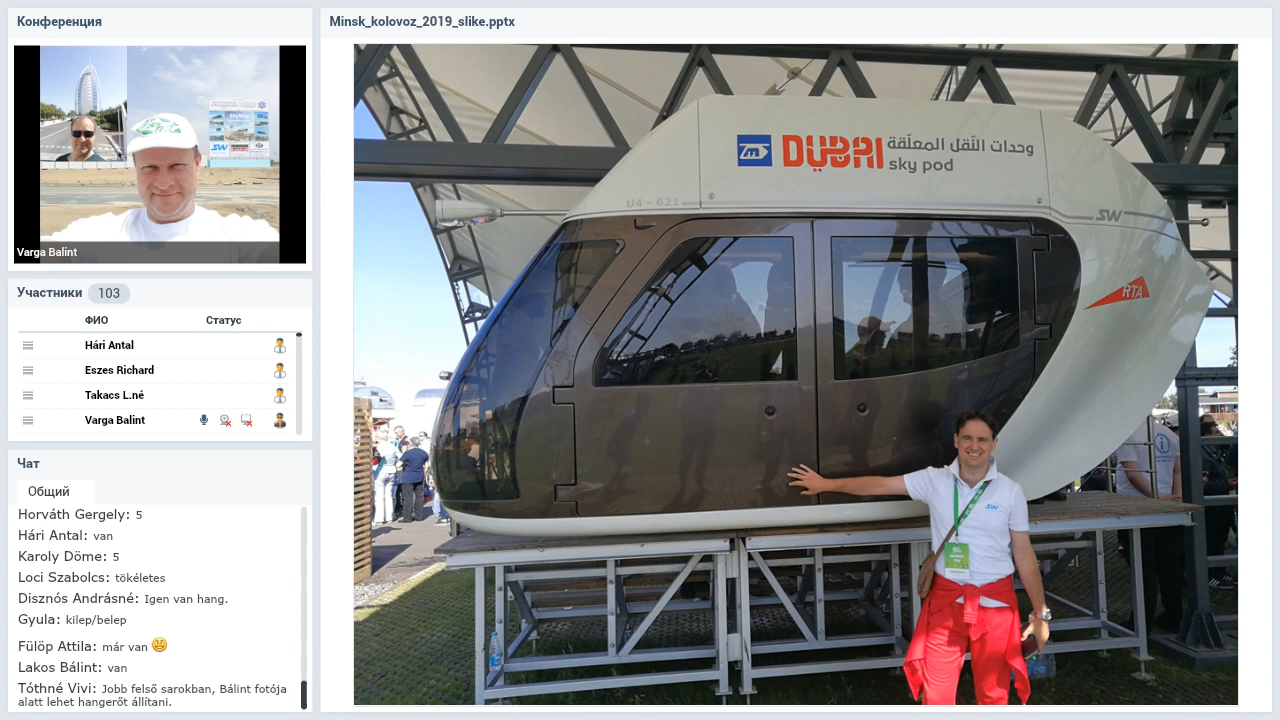 Конференция
Varga Balint
Участники 103
ФИО Статус
Hári Antal
Eszes Richard
Takacs L.né
Varga Balint
Чат
Общий
Horváth Gergely: 5
Hári Antal: van
Karoly Döme: 5
Loci Szabolcs: tökéletes
Disznós Andrásné: Igen van hang.
Gyula: kilep/belep
Fülöp Attila: már van
Lakos Bálint: van
Tóthné Vivi: Jobb felső sarokban, Bálint fotója
alatt lehet hangerőt állítani.
Minsk_kolovoz_2019_slike.pptx
DUBAI وحدات التنقل المعلّقة
sky pod
U4 - 621
SW
RTA
SW